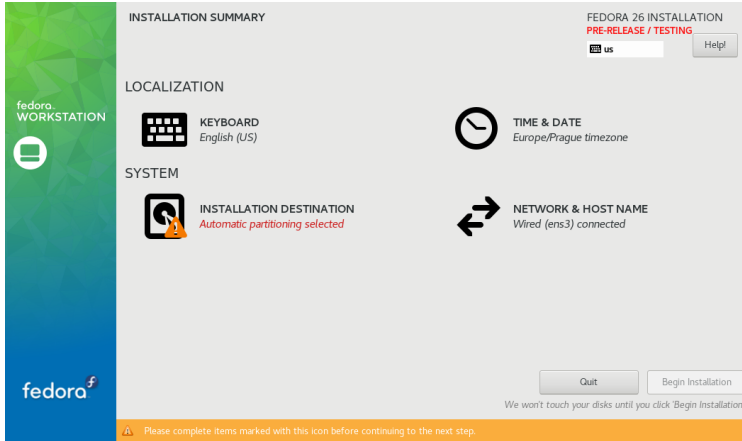 INSTALLATION SUMMARY
FEDORA 26 INSTALLATION
PRE-RELEASE / TESTING
us
Help!
fedora
WORKSTATION
LOCALIZATION
KEYBOARD
English (US)
TIME & DATE
Europe/Prague timezone
SYSTEM
INSTALLATION DESTINATION
Automatic partitioning selected
NETWORK & HOST NAME
Wired (ens3) connected
fedora
Quit
Begin Installation
We won't touch your disks until you click 'Begin Installation
Please complete items marked with this icon before continuing to the next step.